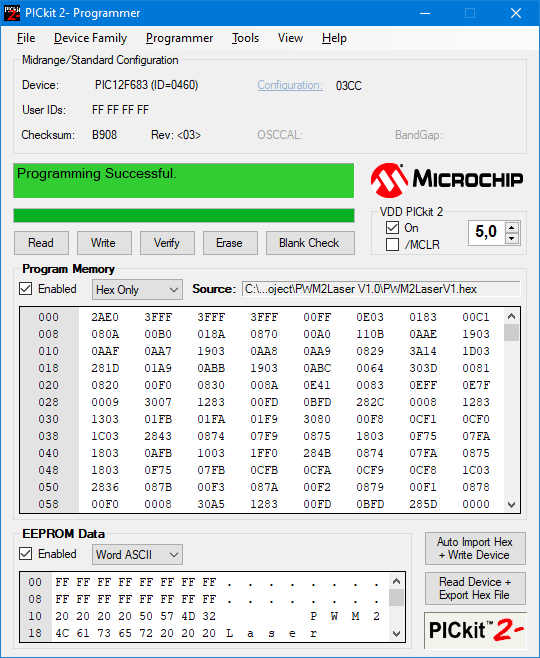 PICkit 2- Programmer
File Device Family Programmer Tools View Help
Midrange/Standard Configuration
Device: PIC12F683 (ID=0460) Configuration: 03CC
User IDs: FF FF FF FF
Checksum: B908 Rev: <03> OSCCAL: BandGap:
Programming Successful.
MICROCHIP
VDD PICkit 2
On
/MCLR
5,0
Read Write Verify Erase Blank Check
Program Memory
Enabled Hex Only Source: C:\...oject\PWM2Laser V1.0\PWM2LaserV1.hex
000 2AE0 3FFF 3FFF 3FFF 00FF 0E03 0183 00C1
008 080A 00B0 018A 0870 00A0 110B 0AAE 1903
010 0AAF 0AA7 1903 0AA8 0AA9 0829 3A14 1D03
018 281D 01A9 0ABB 1903 0ABC 0064 303D 0081
020 0820 00F0 0830 008A 0E41 0083 0EFF 0E7F
028 0009 3007 1283 00FD 0BFD 282C 0008 1283
030 1303 01FB 01FA 01F9 3080 00F8 0CF1 0CF0
038 1C03 2843 0874 07F9 0875 1803 0F75 07FA
040 1803 0AFB 1003 1FF0 284B 0874 07FA 0875
048 1803 0F75 07FB 0CFB 0CFA 0CF9 0CF8 1C03
050 2836 087B 00F3 087A 00F2 0879 00F1 0878
058 00F0 0008 30A5 1283 00FD 0BFD 285D 0000
EEPROM Data
Enabled Word ASCII
00 FF FF FF FF FF FF FF FF . . . . . . . .
08 FF FF FF FF FF FF FF FF . . . . . . . .
10 20 20 20 20 50 57 4D 32 P W M 2
18 4C 61 73 65 72 20 20 20 L a s e r
Auto Import Hex
+ Write Device
Read Device +
Export Hex File
PICkit™ 2-